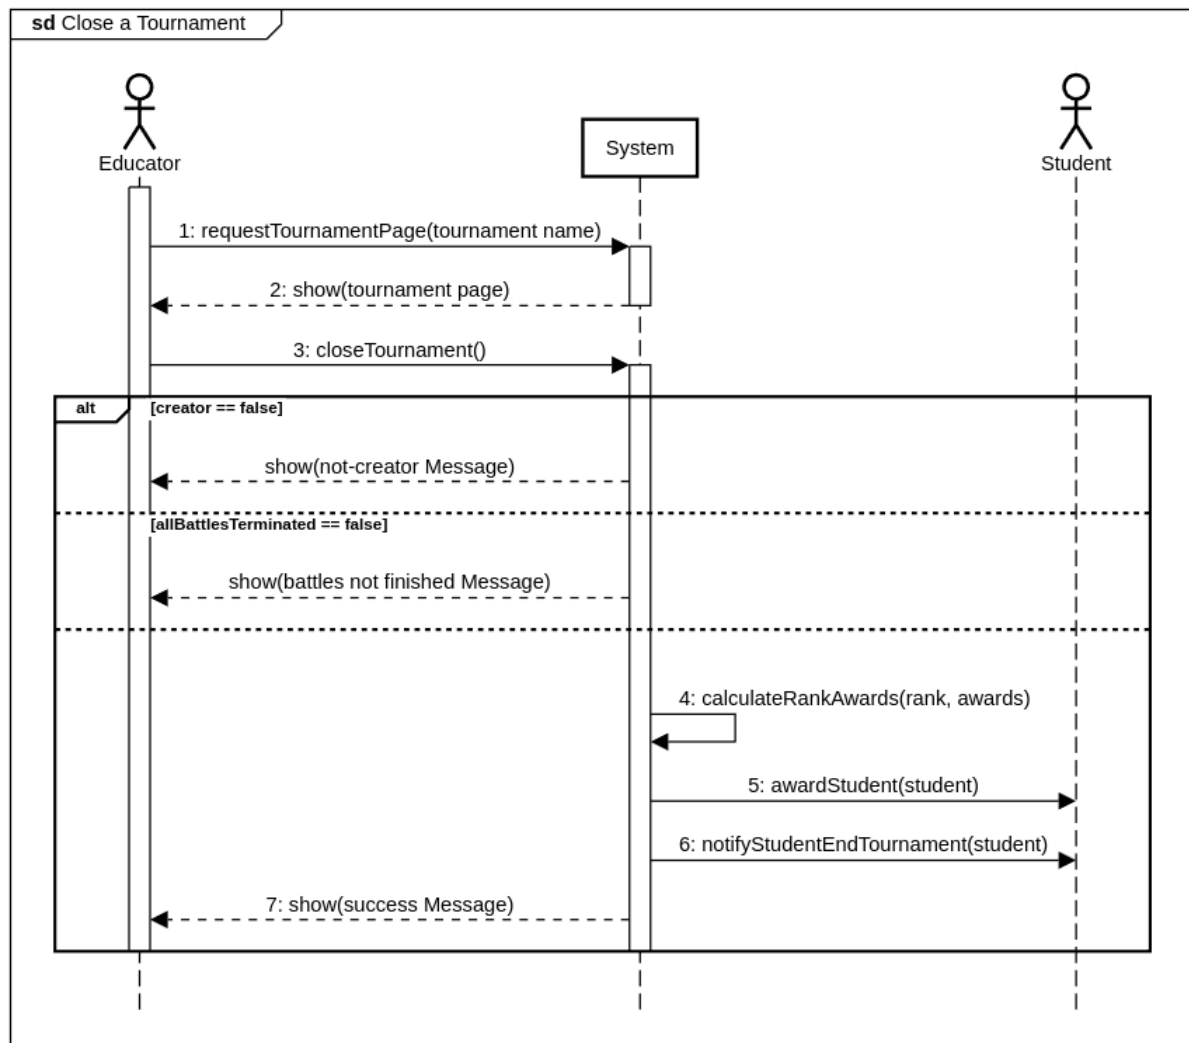 sd Close a Tournament
Educator
System
Student
1: requestTournamentPage(tournament name)
2: show(tournament page)
3: closeTournament()
alt
[creator == false]
show(not-creator Message)
[allBattlesTerminated == false]
show(battles not finished Message)
4: calculateRankAwards(rank, awards)
5: awardStudent(student)
6: notifyStudentEndTournament(student)
7: show(success Message)